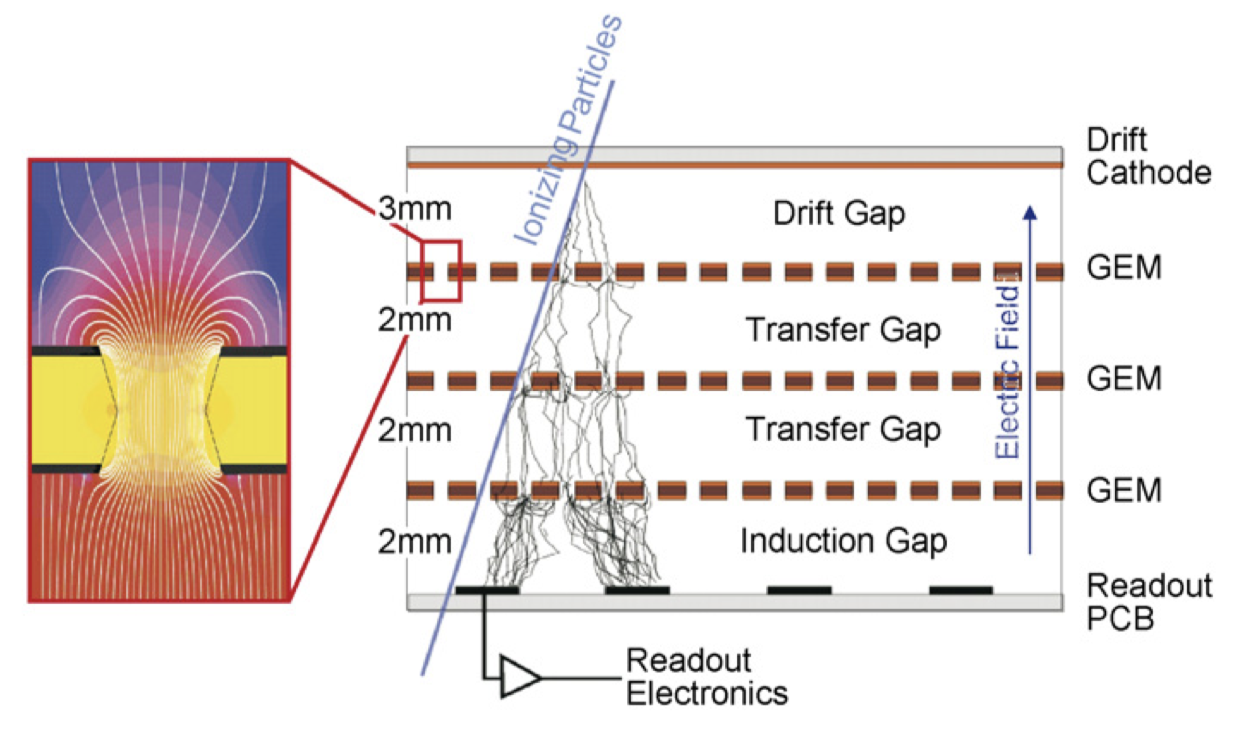 Ionizing Particles
Drift
Cathode
3mm
Drift Gap
GEM
2mm
Transfer Gap
Electric Field
GEM
2mm
Transfer Gap
GEM
2mm
Induction Gap
Readout
PCB
Readout
Electronics